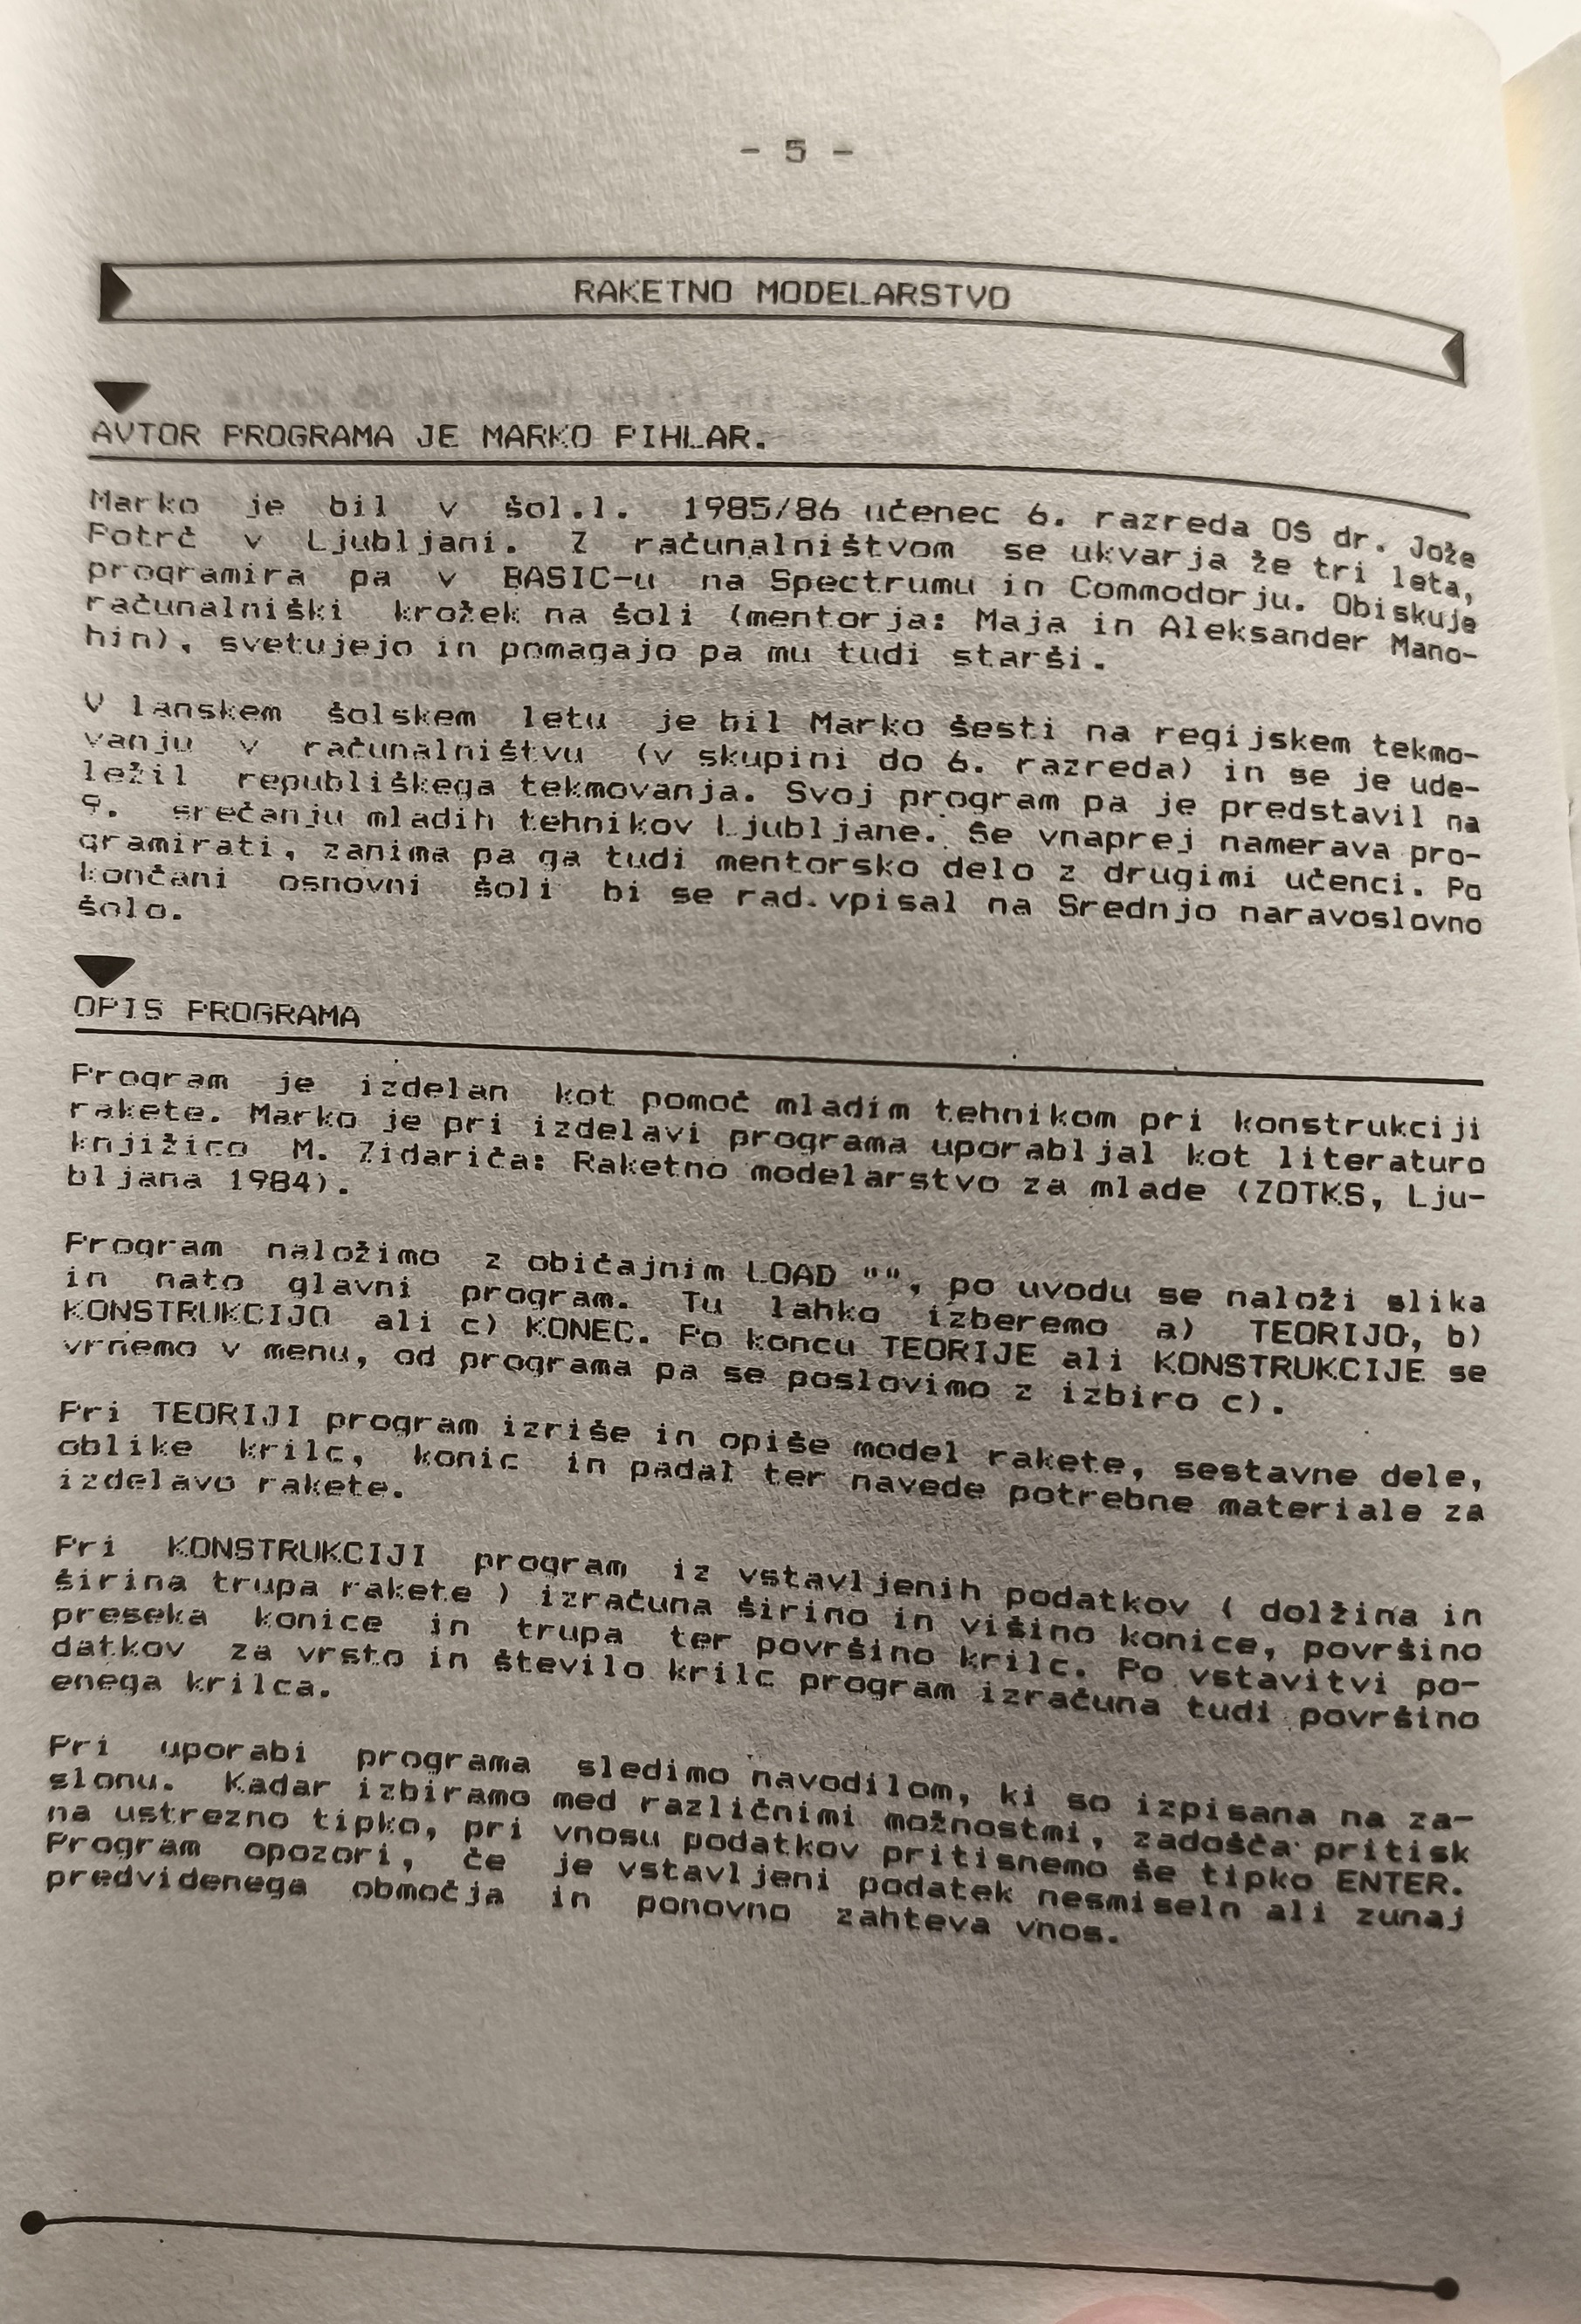 - 5 -
RAKETNO MODELARSTVO
AVTOR PROGRAMA JE MARKO PIHLAR.
Marko je bil v šol.l. 1985/86 učenec 6. razreda OŠ dr. Jože
Potrč v Ljubljani. Z računalništvom se ukvarja že tri leta,
programira pa v BASIC-u na Spectrumu in Commodorju. Obiskuje
računalniški krožek na šoli (mentorja: Maja in Aleksander Mano-
hin), svetujejo in pomagajo pa mu tudi starši.
V lanskem šolskem letu je bil Marko šesti na regijskem tekmo-
vanju v računalništvu (v skupini do 6. razreda) in se je ude-
ležil republiškega tekmovanja. Svoj program pa je predstavil na
9. srečanju mladih tehnikov Ljubljane. Še vnaprej namerava pro-
gramirati, zanima pa ga tudi mentorsko delo z drugimi učenci. Po
končani osnovni šoli bi se rad vpisal na Srednjo naravoslovno
šolo.
OPIS PROGRAMA
Program je izdelan kot pomoč mladim tehnikom pri konstrukciji
rakete. Marko je pri izdelavi programa uporabljal kot literaturo
knjižico M. Zidariča: Raketno modelarstvo za mlade (ZOTKS, Lju-
bljana 1984).
Program naložimo z običajnim LOAD "", po uvodu se naloži slika
in nato glavni program. Tu lahko izberemo a) TEORIJO, b)
KONSTRUKCIJO ali c) KONEC. Po koncu TEORIJE ali KONSTRUKCIJE se
vrnemo v menu, od programa pa se poslovimo z izbiro c).
Pri TEORIJI program izriše in opiše model rakete, sestavne dele,
oblike krilc, konic in padal ter navede potrebne materiale za
izdelavo rakete.
Pri KONSTRUKCIJI program iz vstavljenih podatkov ( dolžina in
širina trupa rakete ) izračuna širino in višino konice, površino
preseka konice in trupa ter površino krilc. Po vstavitvi po-
datkov za vrsto in število krilc program izračuna tudi površino
enega krilca.
Pri uporabi programa sledimo navodilom, ki so izpisana na za-
slonu. Kadar izbiramo med različnimi možnostmi, zadošča pritisk
na ustrezno tipko, pri vnosu podatkov pritisnemo še tipko ENTER.
Program opozori, če je vstavljeni podatek nesmiseln ali zunaj
predvidenega območja in ponovno zahteva vnos.